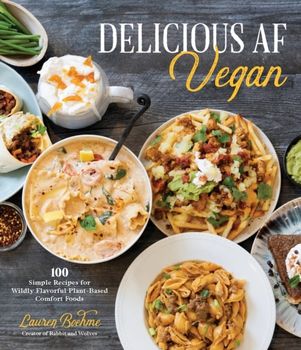 DELICIOUS AF
Vegan
100
Simple Recipes for
Wildly Flavorful Plant-Based
Comfort Foods
Lauren Boehme
Creator of Rabbit and Wolves